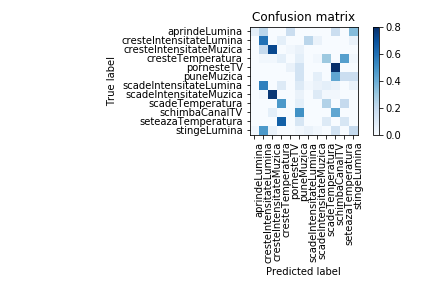 Confusion matrix
True label
aprindeLumina
cresteIntensitateLumina
cresteIntensitateMuzica
cresteTemperatura
pornesteTV
puneMuzica
scadeIntensitateLumina
scadeIntensitateMuzica
scadeTemperatura
schimbaCanalTV
seteazaTemperatura
stingeLumina
0.8
0.6
0.4
0.2
0.0
aprindeLumina
cresteIntensitateLumina
cresteIntensitateMuzica
cresteTemperatura
pornesteTV
puneMuzica
scadeIntensitateLumina
scadeIntensitateMuzica
scadeTemperatura
schimbaCanalTV
seteazaTemperatura
stingeLumina
Predicted label